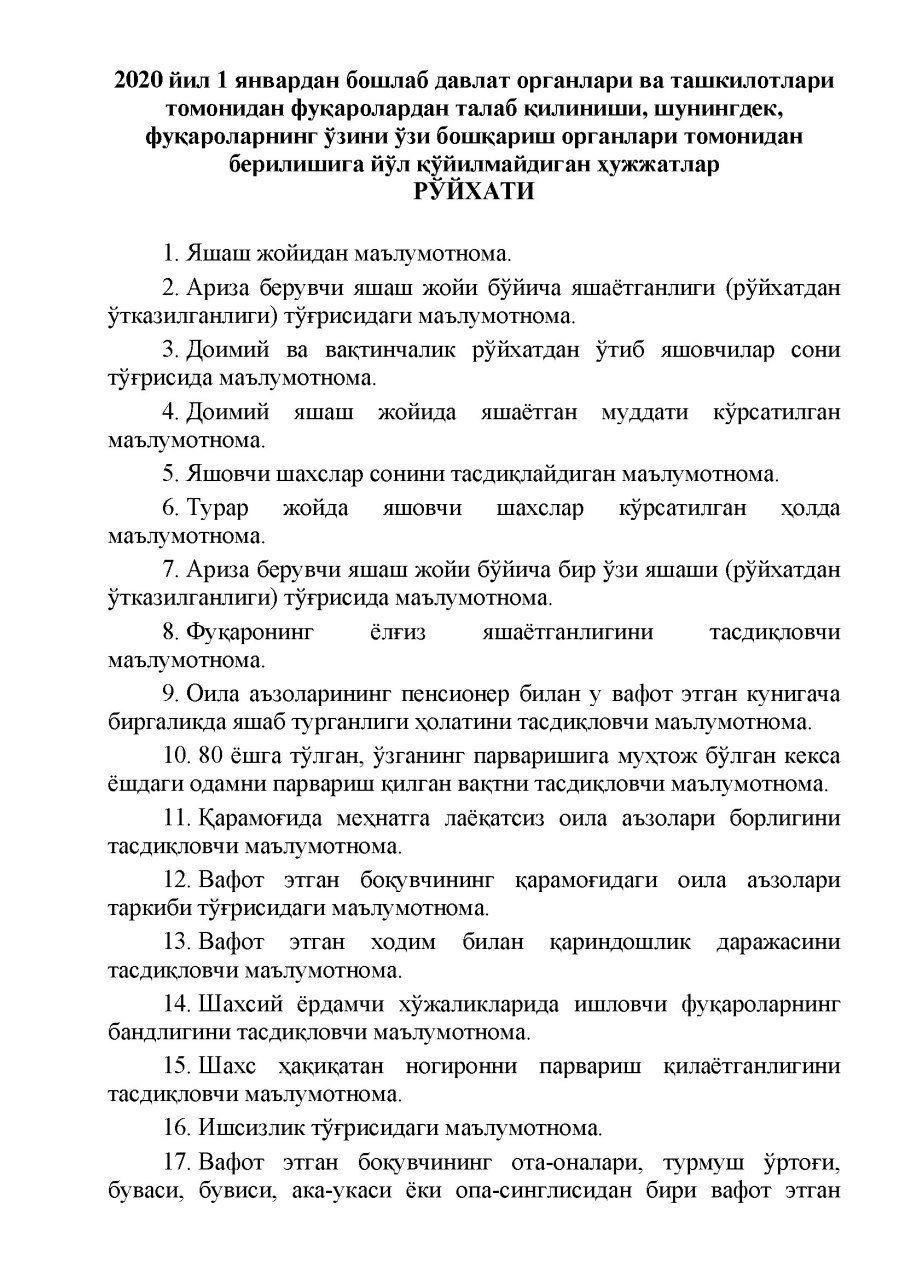 2020 йил 1 январдан бошлаб давлат органлари ва ташкилотлари
томонидан фуқаролардан талаб қилиниши, шунингдек,
фуқароларнинг ўзини ўзи бошқариш органлари томонидан
берилишига йўл қўйилмайдиган ҳужжатлар
РЎЙХАТИ
1. Яшаш жойидан маълумотнома.
2. Ариза берувчи яшаш жойи бўйича яшаётганлиги (рўйхатдан
ўтказилганлиги) тўғрисидаги маълумотнома.
3. Доимий ва вақтинчалик рўйхатдан ўтиб яшовчилар сони
тўғрисида маълумотнома.
4. Доимий яшаш жойида яшаётган муддати кўрсатилган
маълумотнома.
5. Яшовчи шахслар сонини тасдиқлайдиган маълумотнома.
6. Турар жойда яшовчи шахслар кўрсатилган ҳолда
маълумотнома.
7. Ариза берувчи яшаш жойи бўйича бир ўзи яшаши (рўйхатдан
ўтказилганлиги) тўғрисида маълумотнома.
8. Фуқаронинг ёлғиз яшаётганлигини тасдиқловчи
маълумотнома.
9. Оила аъзоларининг пенсионер билан у вафот этган кунигача
биргаликда яшаб турганлиги ҳолатини тасдиқловчи маълумотнома.
10. 80 ёшга тўлган, ўзганинг парваришига муҳтож бўлган кекса
ёшдаги одамни парвариш қилган вақтни тасдиқловчи маълумотнома.
11. Қарамоғида меҳнатга лаёқатсиз оила аъзолари борлигини
тасдиқловчи маълумотнома.
12. Вафот этган боқувчининг қарамоғидаги оила аъзолари
таркиби тўғрисидаги маълумотнома.
13. Вафот этган ходим билан қариндошлик даражасини
тасдиқловчи маълумотнома.
14. Шахсий ёрдамчи хўжаликларида ишловчи фуқароларнинг
бандлигини тасдиқловчи маълумотнома.
15. Шахс ҳақиқатан ногиронни парвариш қилаётганлигини
тасдиқловчи маълумотнома.
16. Ишсизлик тўғрисидаги маълумотнома.
17. Вафот этган боқувчининг ота-оналари, турмуш ўртоғи,
буваси, бувиси, ака-укаси ёки опа-синглисидан бири вафот этган